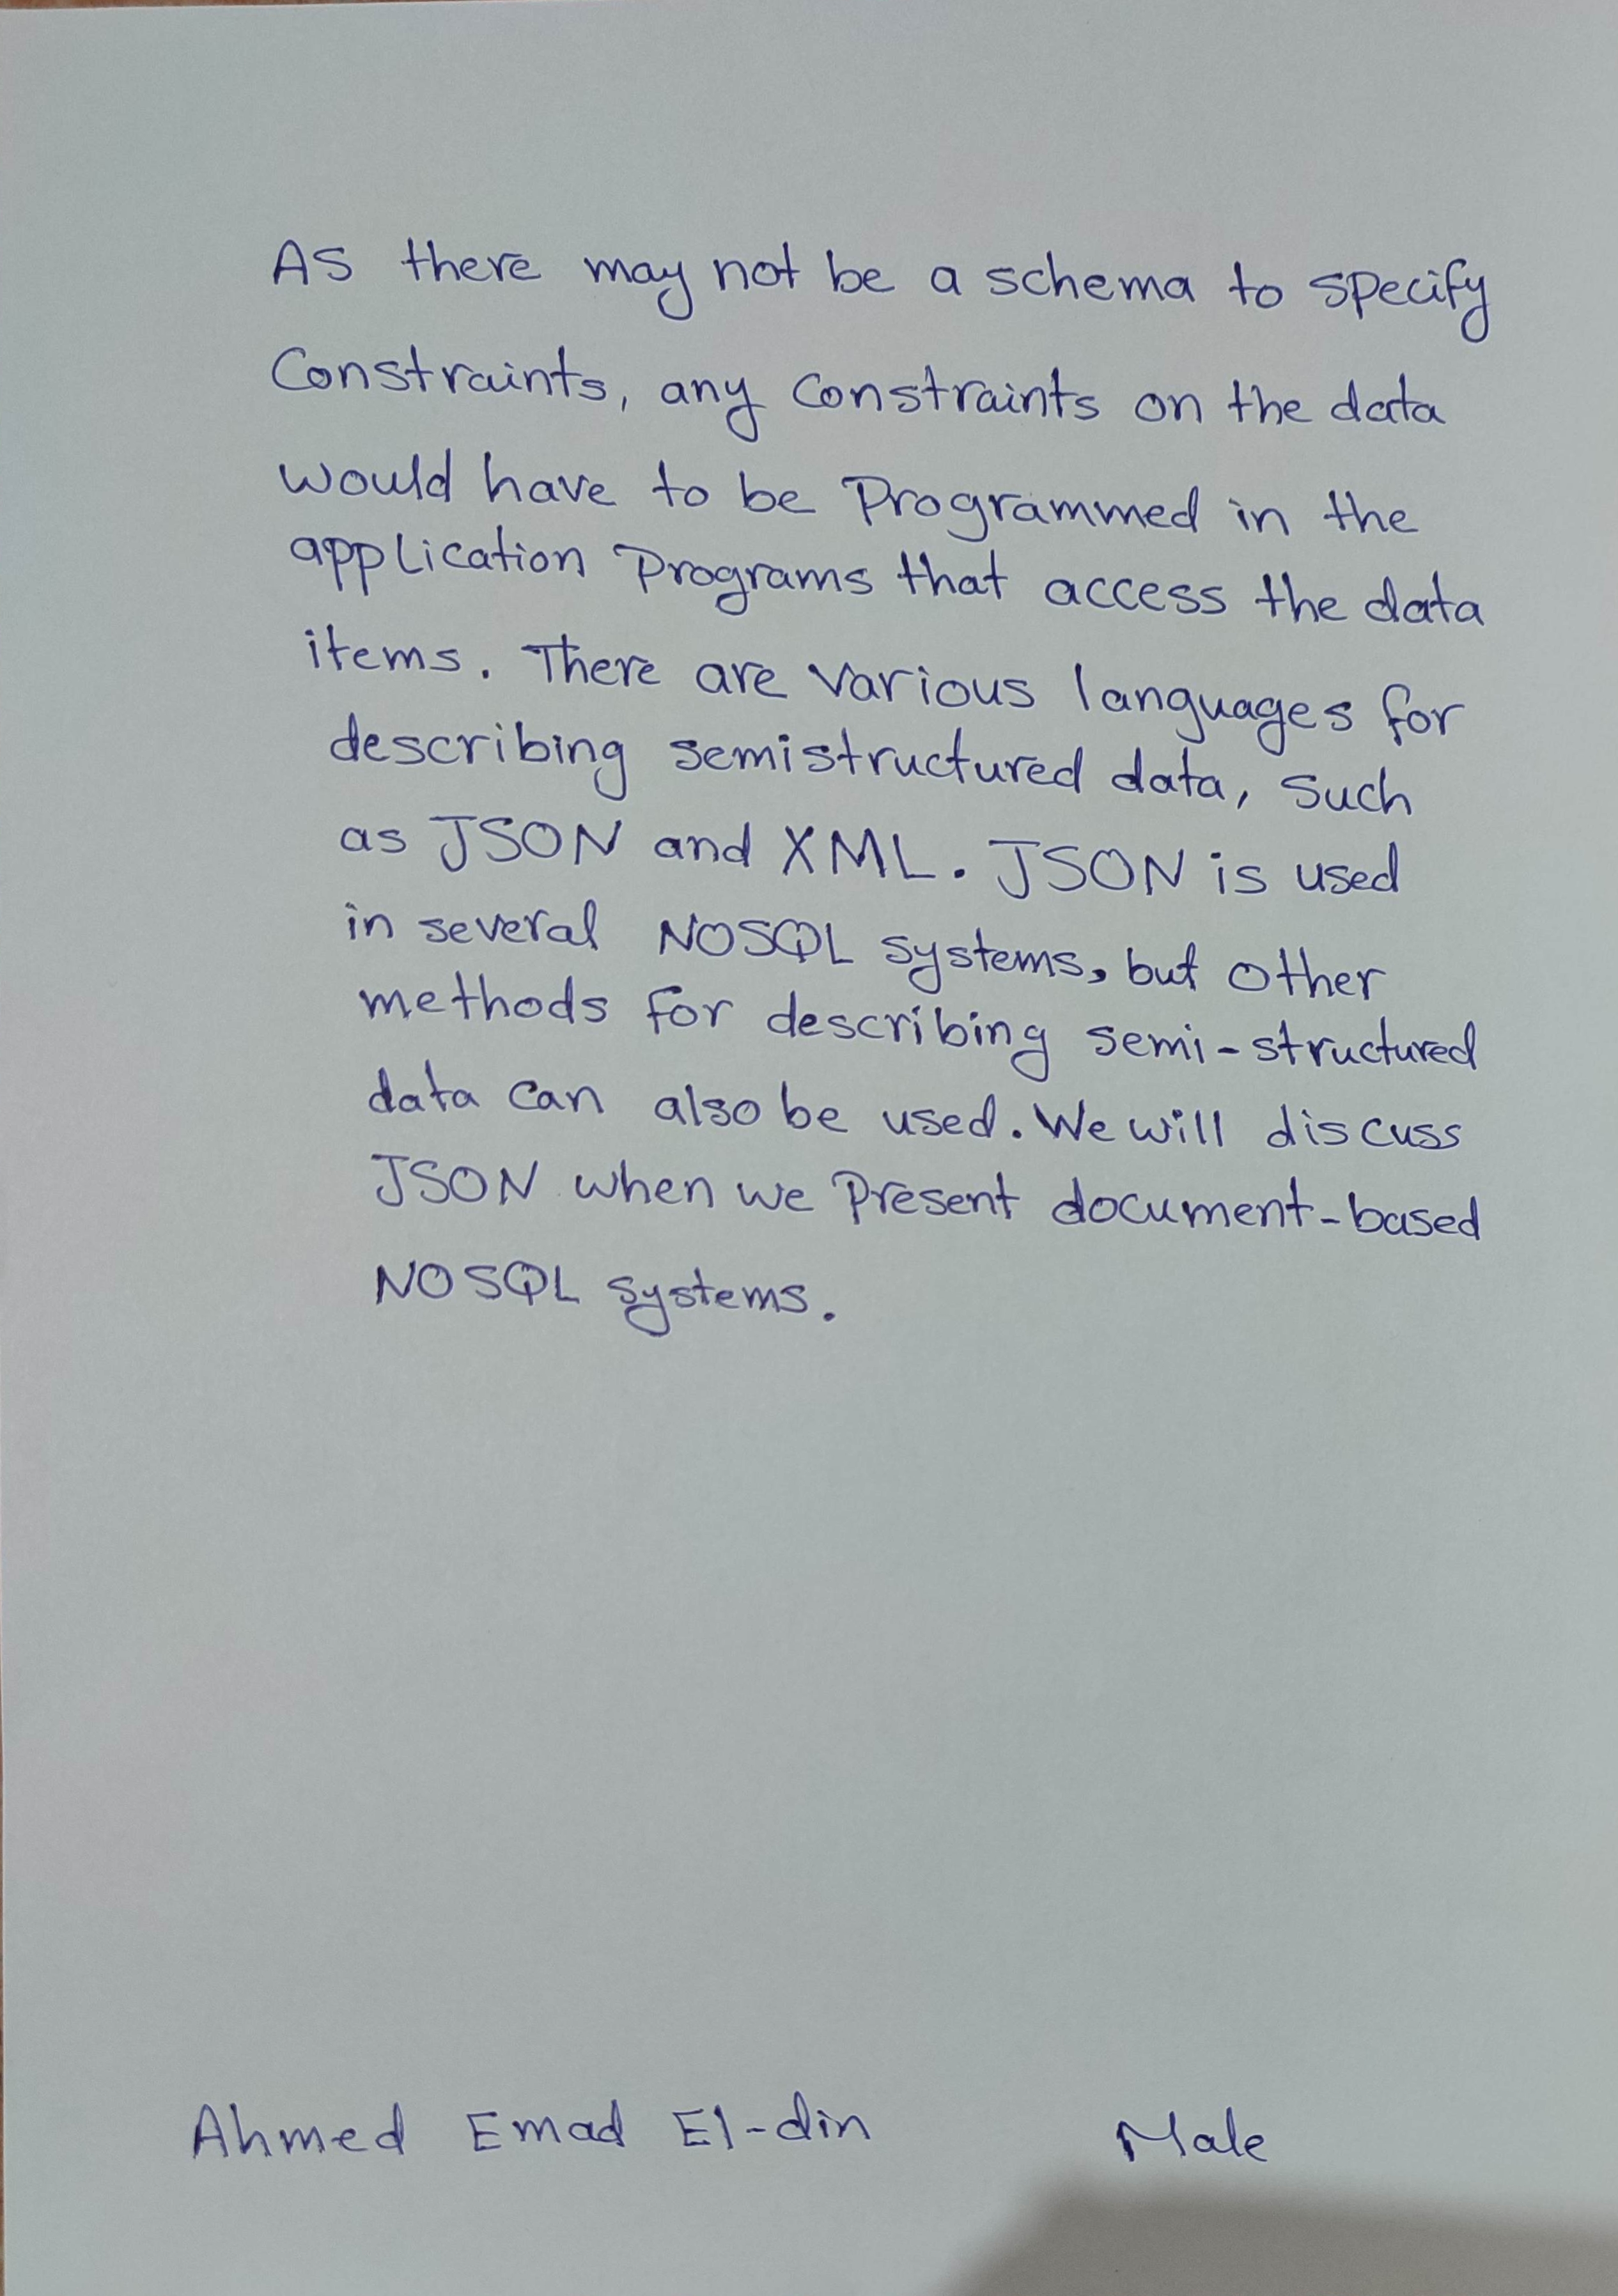 As there may not be a schema to specify
Constraints, any constraints on the data
would have to be Programmed in the
application Programs that access the data
items. There are various languages for
describing semistructured data, such
as JSON and XML. JSON is used
in several NOSQL systems, but other
methods for describing semi-structured
data can also be used. We will discuss
JSON when we Present document-based
NOSQL systems.
Ahmed Emad El-din Male